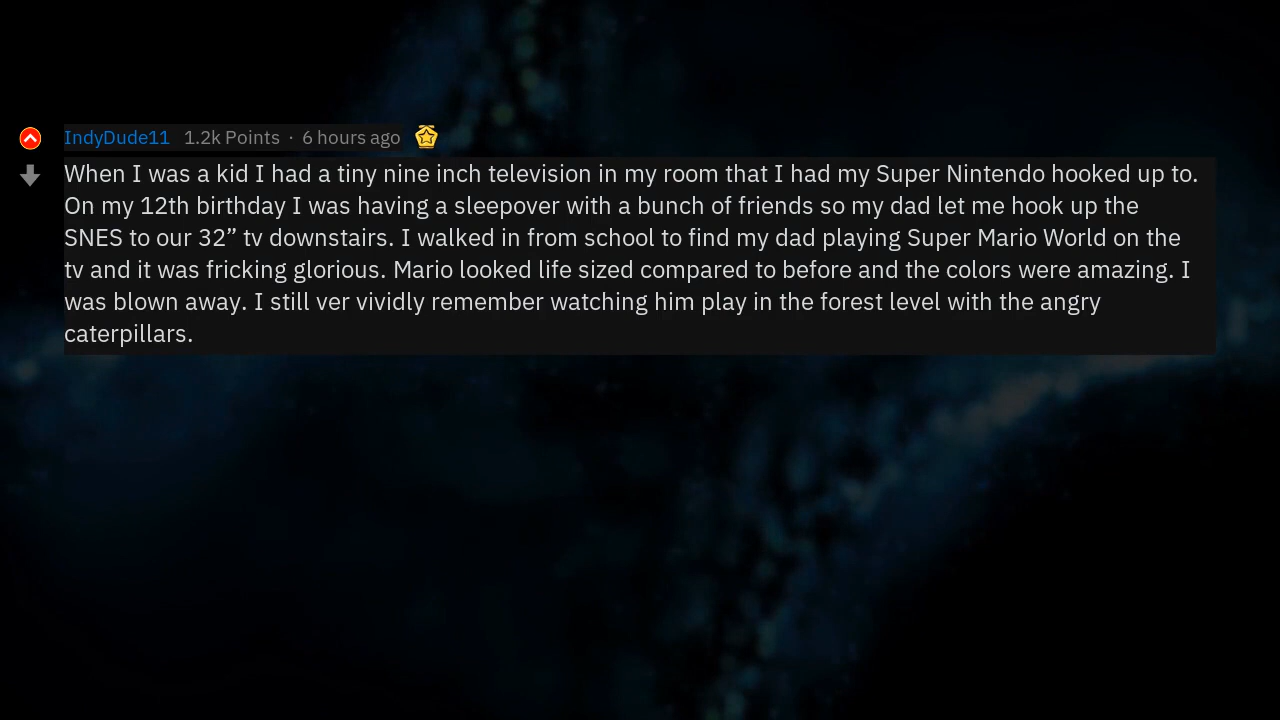 IndyDude11 1.2k Points · 6 hours ago
When I was a kid I had a tiny nine inch television in my room that I had my Super Nintendo hooked up to.
On my 12th birthday I was having a sleepover with a bunch of friends so my dad let me hook up the
SNES to our 32” tv downstairs. I walked in from school to find my dad playing Super Mario World on the
tv and it was fricking glorious. Mario looked life sized compared to before and the colors were amazing. I
was blown away. I still ver vividly remember watching him play in the forest level with the angry
caterpillars.